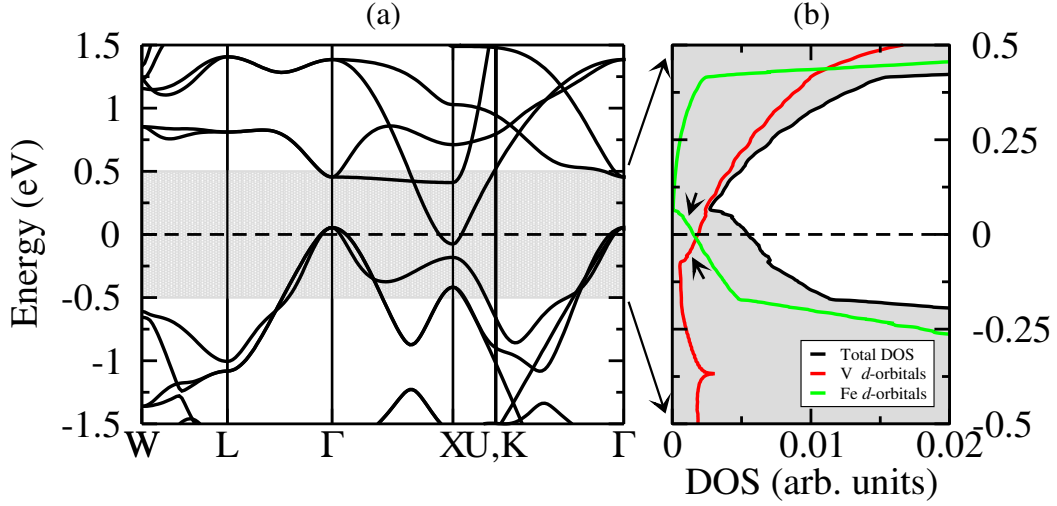 (a)
(b)
Energy (eV)
1.5
1
0.5
0
-0.5
-1
-1.5
W
L
Γ
X
U,K
Γ
0.5
0.25
0
-0.25
-0.5
Total DOS
V d-orbitals
Fe d-orbitals
0
0.01
0.02
DOS (arb. units)